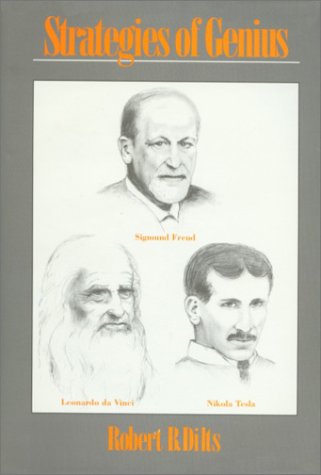 Strategies of Genius
Sigmund Freud
Leonardo da Vinci
Nikola Tesla
Robert B. Dilts